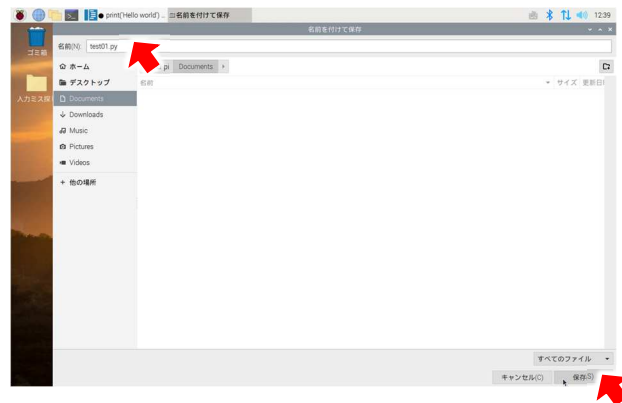 print('Hello world') ... 名前を付けて保存 12:39
名前を付けて保存
ゴミ箱
名前(N): test01.py
ホーム pi Documents
デスクトップ 名前 サイズ 更新日
Documents
Downloads
Music
Pictures
Videos
+ 他の場所
すべてのファイル
キャンセル(C) 保存(S)